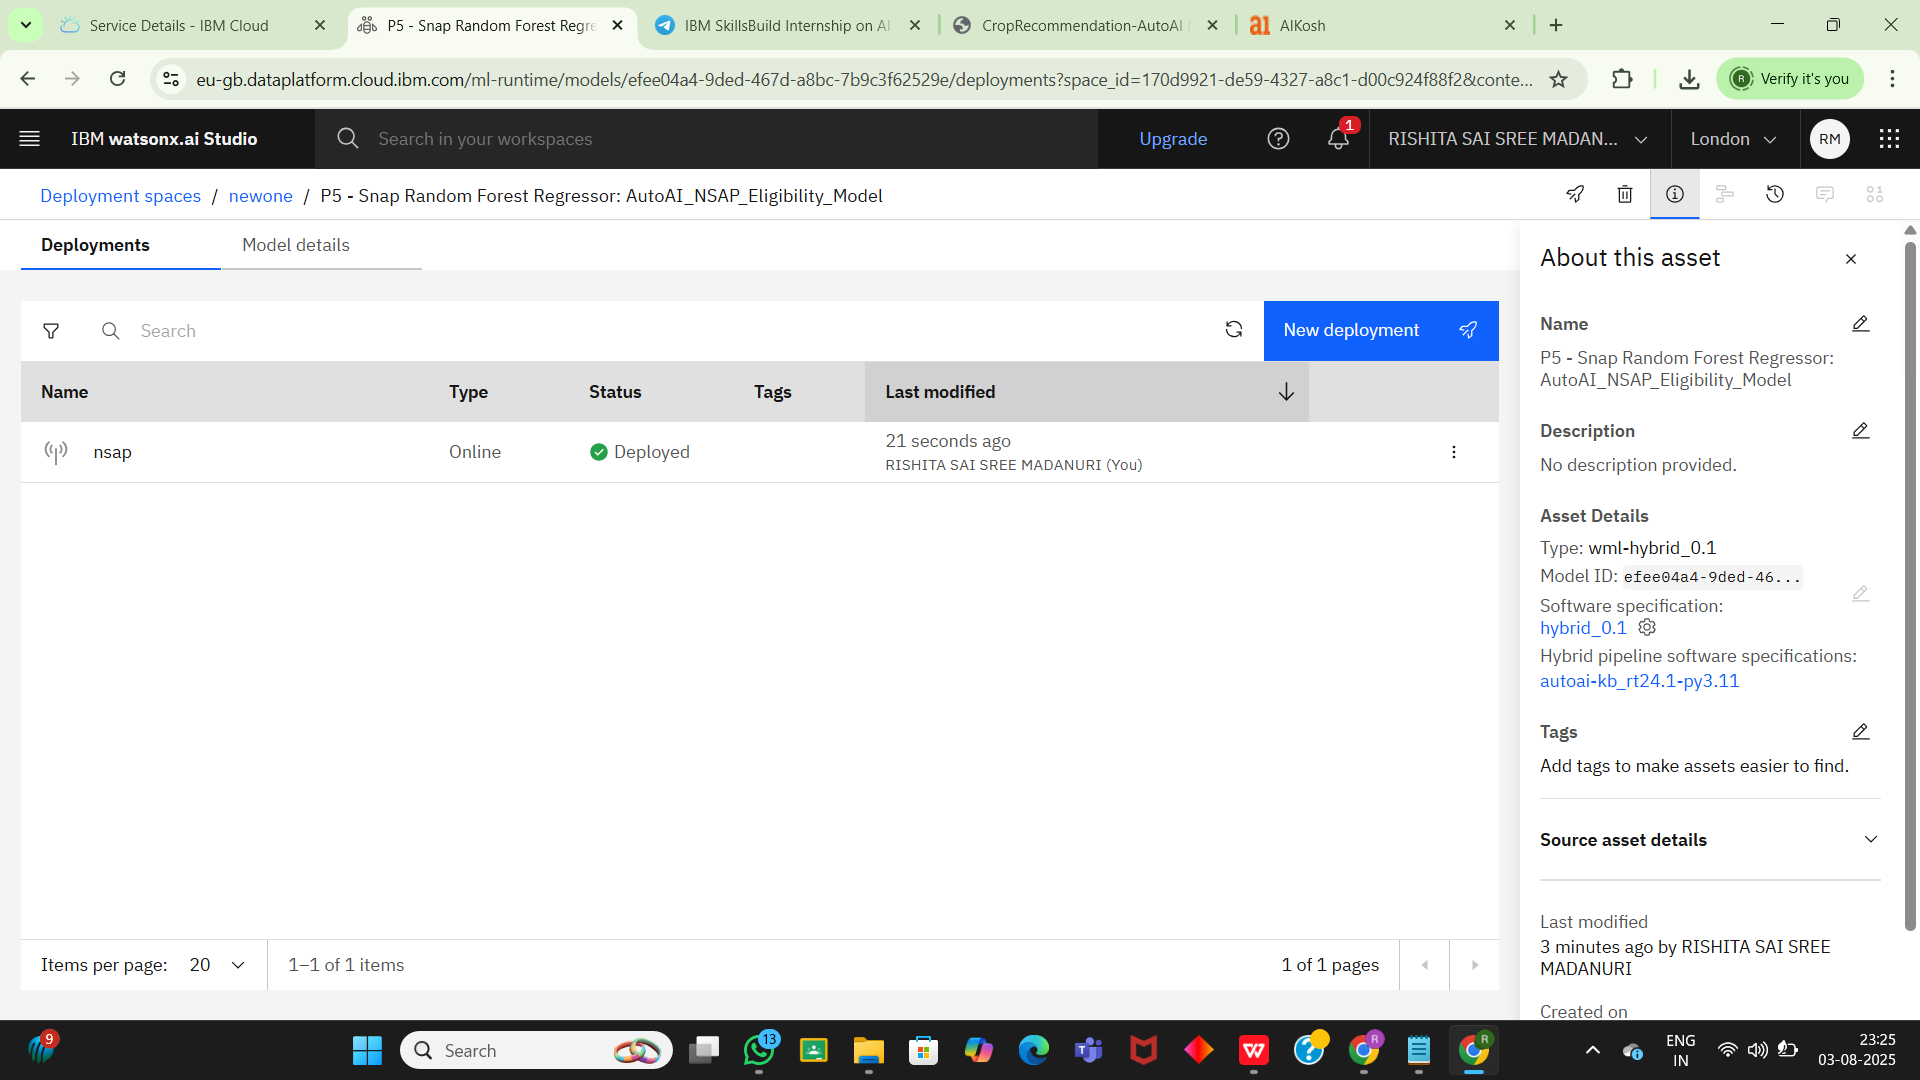 Service Details - IBM Cloud
P5 - Snap Random Forest Regre
IBM SkillsBuild Internship on AI
CropRecommendation-AutoAI (
AIKosh
eu-gb.dataplatform.cloud.ibm.com/ml-runtime/models/efee04a4-9ded-467d-a8bc-7b9c3f62529e/deployments?space_id=170d9921-de59-4327-a8c1-d00c924f88f2&conte...
R
Verify it's you
IBM watsonx.ai Studio
Search in your workspaces
Upgrade
1
RISHITA SAI SREE MADAN...
London
RM
Deployment spaces / newone / P5 - Snap Random Forest Regressor: AutoAI_NSAP_Eligibility_Model
Deployments
Model details
Search
New deployment
Name Type Status Tags Last modified
nsap Online Deployed 21 seconds ago
RISHITA SAI SREE MADANURI (You)
Items per page: 20
1–1 of 1 items
1 of 1 pages
About this asset
Name
P5 - Snap Random Forest Regressor:
AutoAI_NSAP_Eligibility_Model
Description
No description provided.
Asset Details
Type: wml-hybrid_0.1
Model ID: efee04a4-9ded-46...
Software specification:
hybrid_0.1
Hybrid pipeline software specifications:
autoai-kb_rt24.1-py3.11
Tags
Add tags to make assets easier to find.
Source asset details
Last modified
3 minutes ago by RISHITA SAI SREE
MADANURI
Created on
9
Search
13
R
R
ENG
IN
23:25
03-08-2025